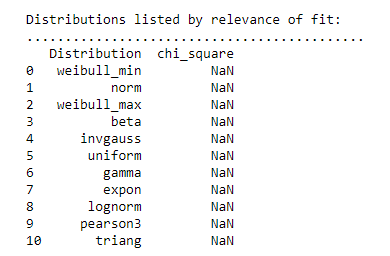 Distributions listed by relevance of fit:
............................................
Distribution chi_square
0 weibull_min NaN
1 norm NaN
2 weibull_max NaN
3 beta NaN
4 invgauss NaN
5 uniform NaN
6 gamma NaN
7 expon NaN
8 lognorm NaN
9 pearson3 NaN
10 triang NaN